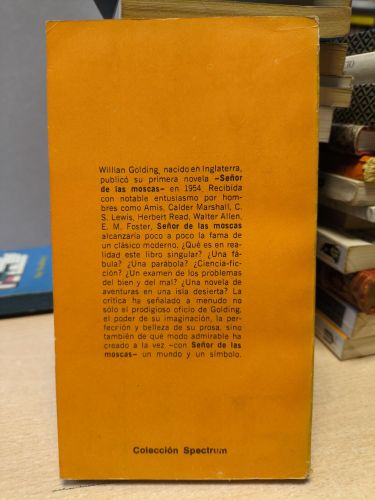 Willian Golding, nacido en Inglaterra,
publicó su primera novela «Señor
de las moscas» en 1954. Recibida
con notable entusiasmo por hom-
bres como Amis, Calder Marshall, C.
S. Lewis, Herbert Read, Walter Allen,
E. M. Foster, Señor de las moscas
alcanzaría poco a poco la fama de
un clásico moderno. ¿Qué es en rea-
lidad este libro singular? ¿Una fá-
bula? ¿Una parábola? ¿Ciencia-fic-
ción? ¿Un examen de los problemas
del bien y del mal? ¿Una novela de
aventuras en una isla desierta? La
crítica ha señalado a menudo no
sólo el prodigioso oficio de Golding,
el poder de su imaginación, la per-
fección y belleza de su prosa, sino
también de qué modo admirable ha
creado a la vez —con Señor de las
moscas— un mundo y un símbolo.
Colección Spectrum